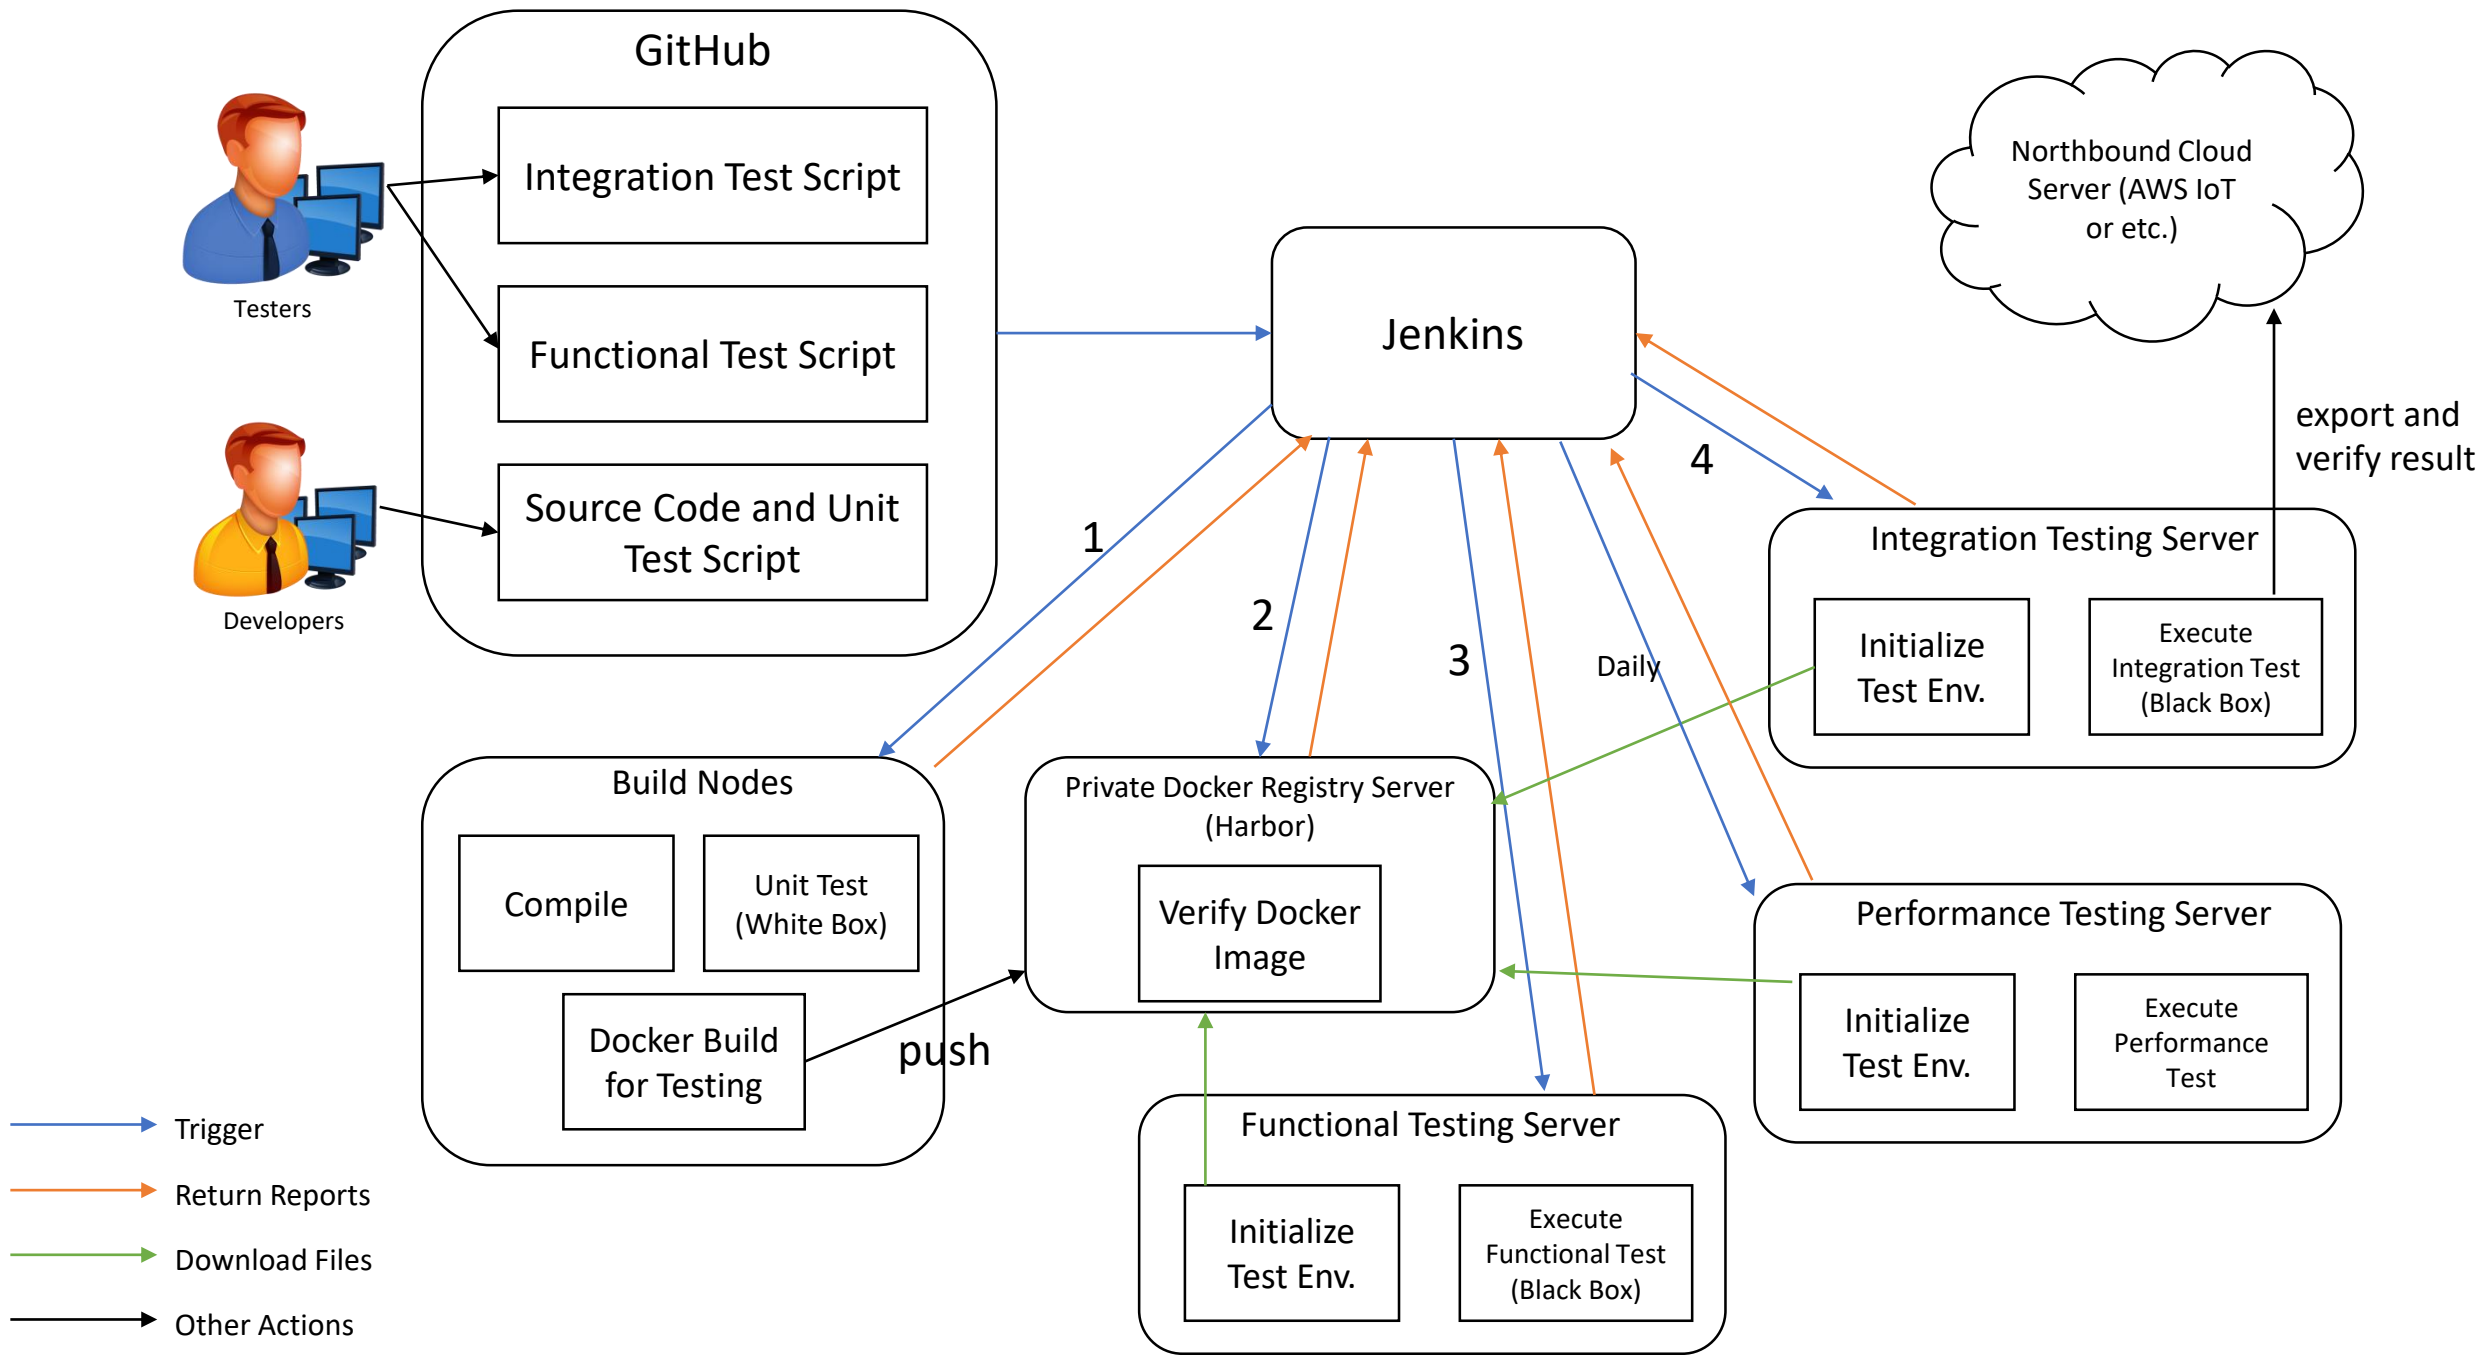 GitHub
Integration Test Script
Functional Test Script
Source Code and Unit
Test Script
Testers
Developers
Jenkins
Northbound Cloud
Server (AWS IoT
or etc.)
export and
verify result
1
2
3
Daily
4
Integration Testing Server
Initialize
Test Env.
Execute
Integration Test
(Black Box)
Build Nodes
Compile
Unit Test
(White Box)
Docker Build
for Testing
push
Private Docker Registry Server
(Harbor)
Verify Docker
Image
Performance Testing Server
Initialize
Test Env.
Execute
Performance
Test
Functional Testing Server
Initialize
Test Env.
Execute
Functional Test
(Black Box)
Trigger
Return Reports
Download Files
Other Actions